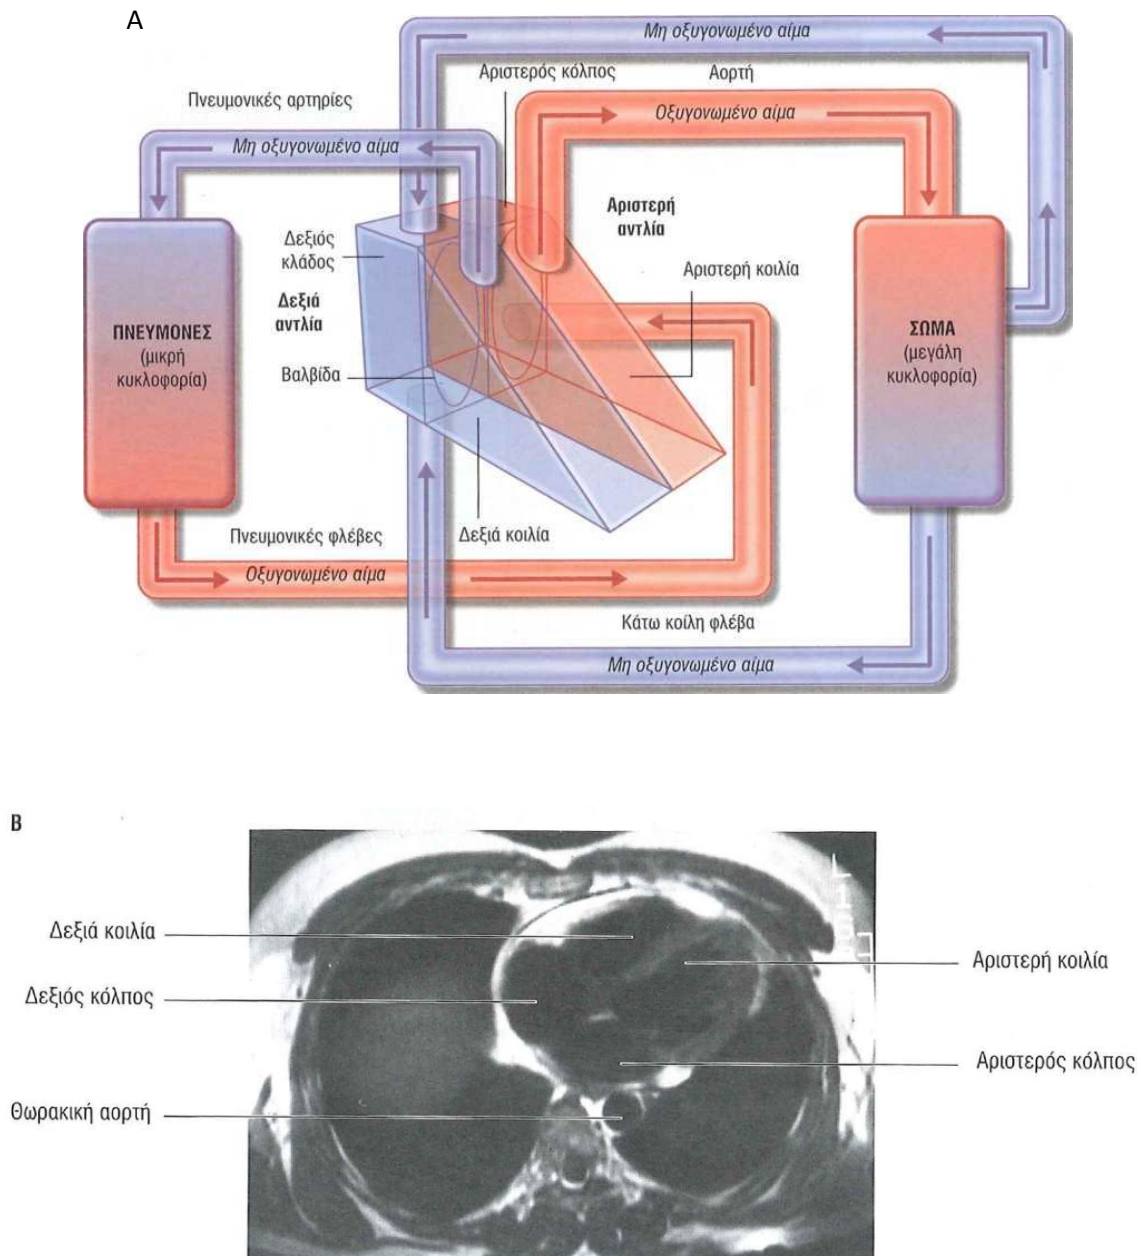 A
Μη οξυγονωμένο αίμα
Αριστερός κόλπος
Αορτή
Πνευμονικές αρτηρίες
Οξυγονωμένο αίμα
Μη οξυγονωμένο αίμα
Αριστερή
αντλία
Δεξιός
κλάδος
Αριστερή κοιλία
Δεξιά
αντλία
ΠΝΕΥΜΟΝΕΣ
(μικρή
κυκλοφορία)
ΣΩΜΑ
(μεγάλη
κυκλοφορία)
Βαλβίδα
Πνευμονικές φλέβες
Δεξιά κοιλία
Οξυγονωμένο αίμα
Κάτω κοίλη φλέβα
Μη οξυγονωμένο αίμα
B
Δεξιά κοιλία
Αριστερή κοιλία
Δεξιός κόλπος
Αριστερός κόλπος
Θωρακική αορτή